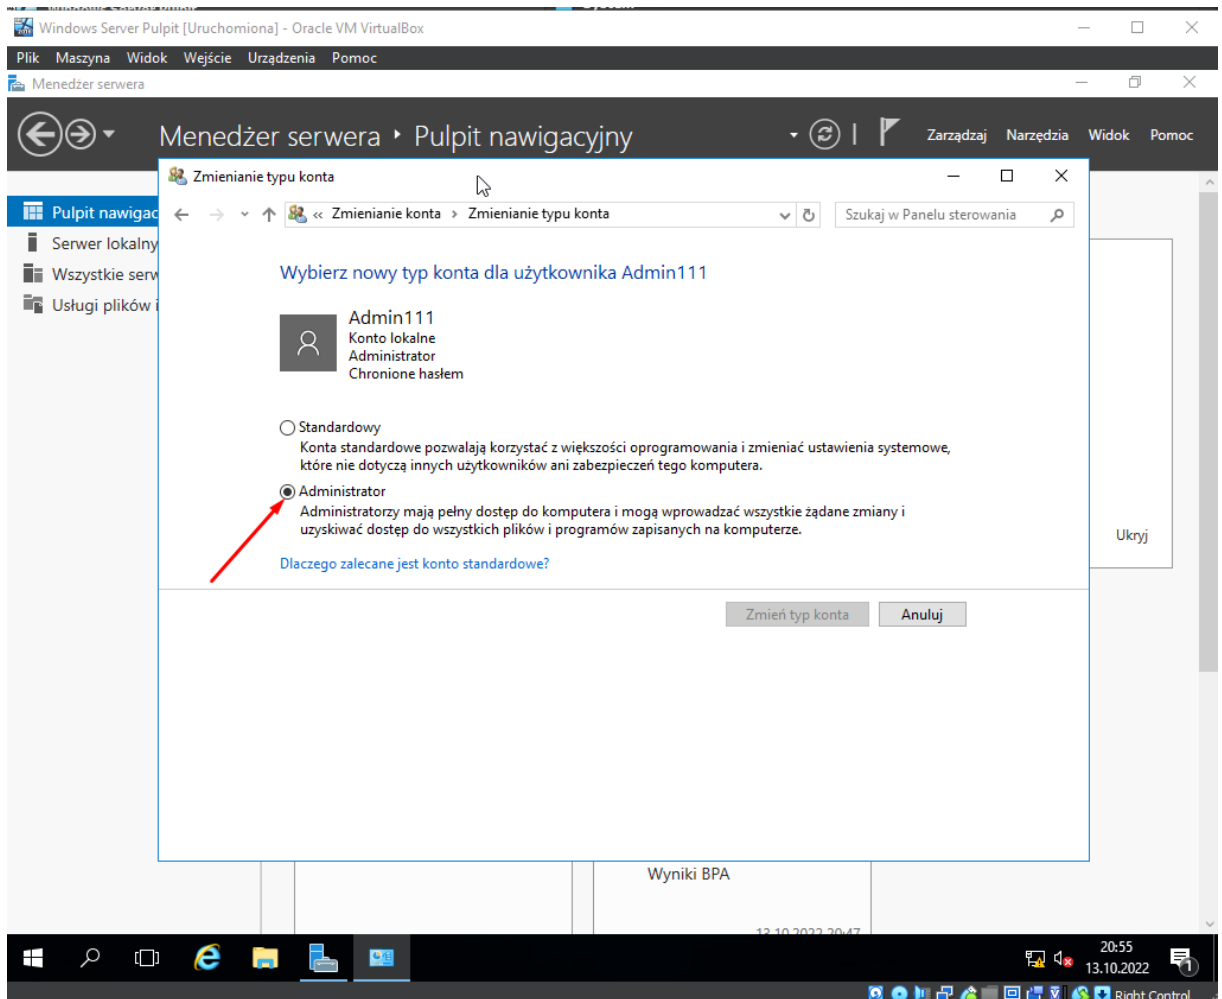 Windows Server Pulpit [Uruchomiona] - Oracle VM VirtualBox
Plik Maszyna Widok Wejście Urządzenia Pomoc
Menedżer serwera
Menedżer serwera ‣ Pulpit nawigacyjny
Zarządzaj Narzędzia Widok Pomoc
Zmienianie typu konta
« Zmienianie konta › Zmienianie typu konta
Szukaj w Panelu sterowania
Pulpit nawigac
Serwer lokalny
Wszystkie serw
Usługi plików i
Wybierz nowy typ konta dla użytkownika Admin111
Admin111
Konto lokalne
Administrator
Chronione hasłem
Standardowy
Konta standardowe pozwalają korzystać z większości oprogramowania i zmieniać ustawienia systemowe,
które nie dotyczą innych użytkowników ani zabezpieczeń tego komputera.
Administrator
Administratorzy mają pełny dostęp do komputera i mogą wprowadzać wszystkie żądane zmiany i
uzyskiwać dostęp do wszystkich plików i programów zapisanych na komputerze.
Ukryj
Dlaczego zalecane jest konto standardowe?
Zmień typ konta
Anuluj
Wyniki BPA
13.10.2022 20:47
20:55
13.10.2022
1
Right Control